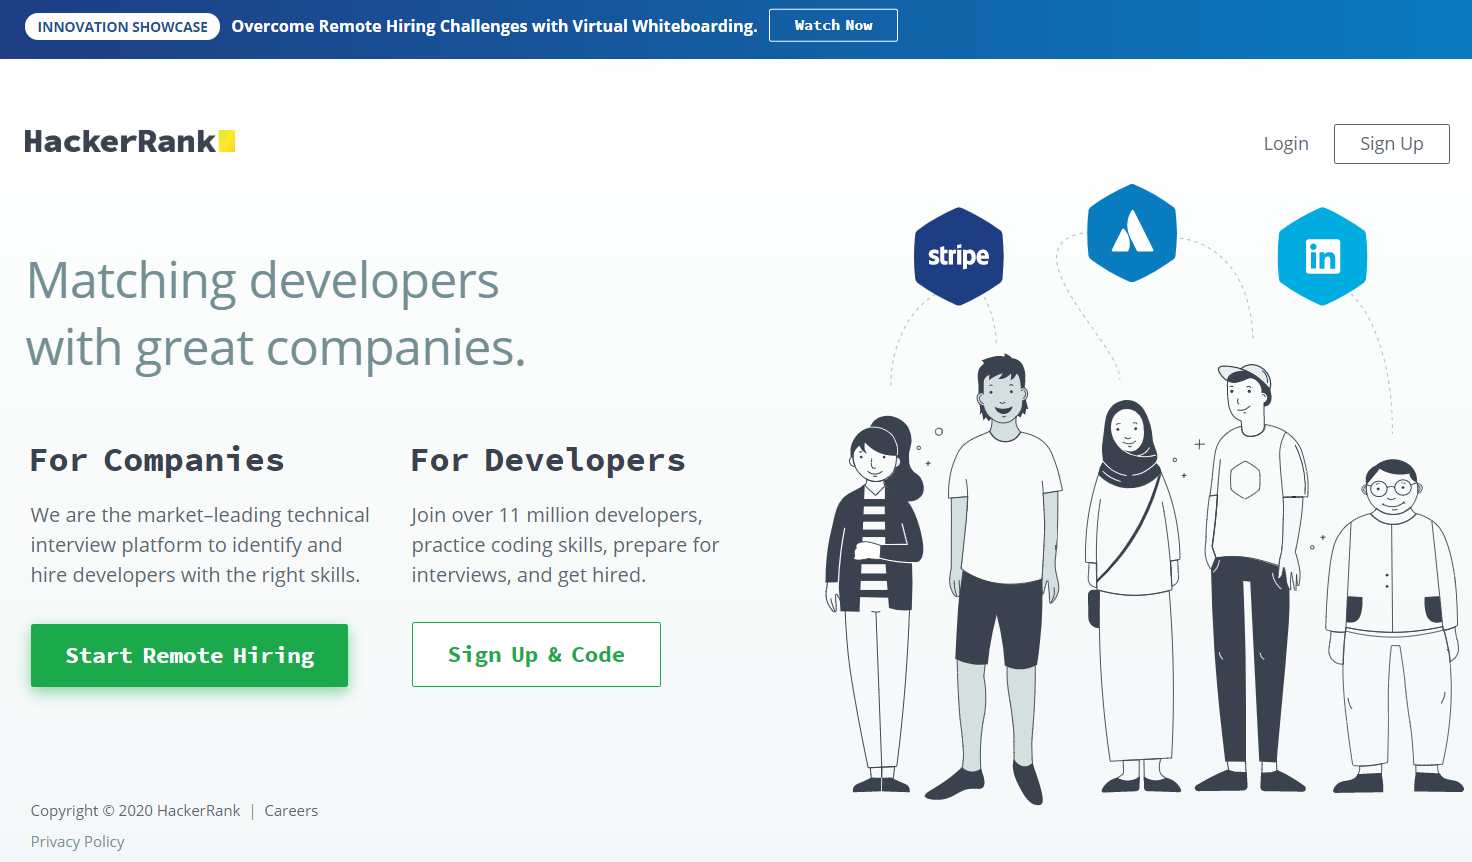 INNOVATION SHOWCASE Overcome Remote Hiring Challenges with Virtual Whiteboarding. Watch Now
HackerRank
Login
Sign Up
stripe
in
Matching developers
with great companies.
For Companies
We are the market–leading technical
interview platform to identify and
hire developers with the right skills.
Start Remote Hiring
For Developers
Join over 11 million developers,
practice coding skills, prepare for
interviews, and get hired.
Sign Up & Code
Copyright © 2020 HackerRank | Careers
Privacy Policy